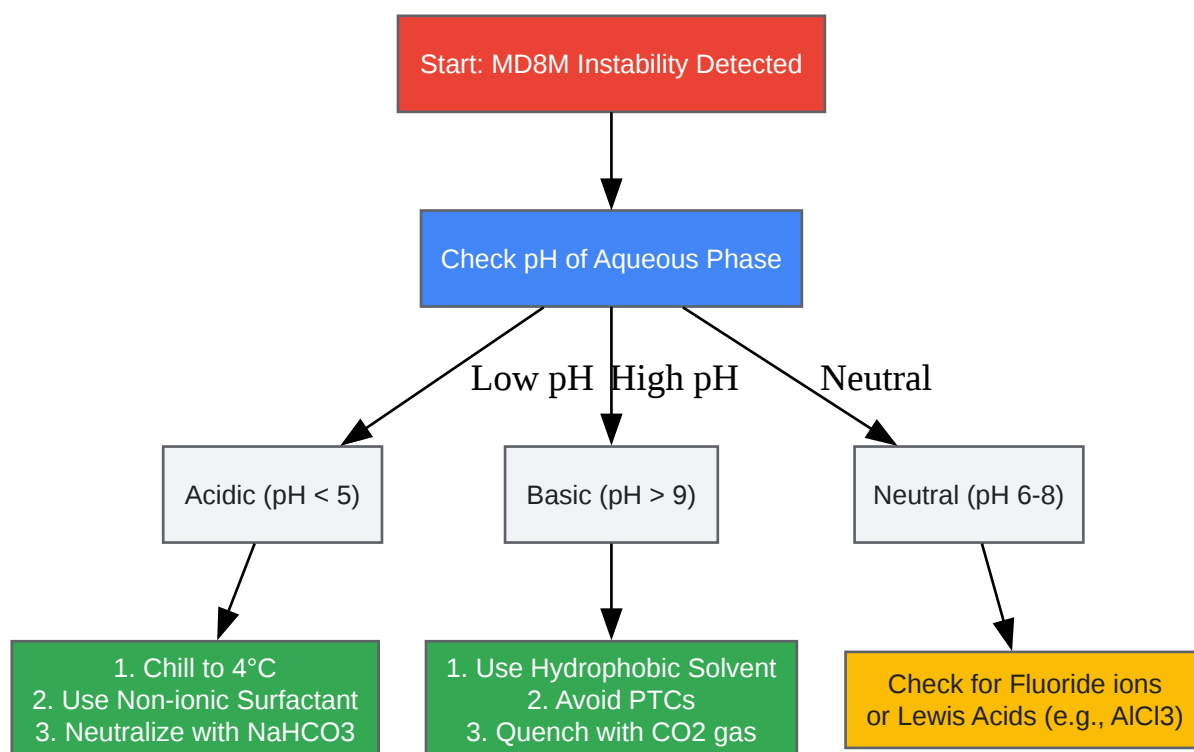 Start: MD8M Instability Detected
Check pH of Aqueous Phase
Low pH
High pH
Neutral
Acidic (pH < 5)
Basic (pH > 9)
Neutral (pH 6-8)
1. Chill to 4°C
2. Use Non-ionic Surfactant
3. Neutralize with NaHCO3
1. Use Hydrophobic Solvent
2. Avoid PTCs
3. Quench with CO2 gas
Check for Fluoride ions
or Lewis Acids (e.g., AlCl3)